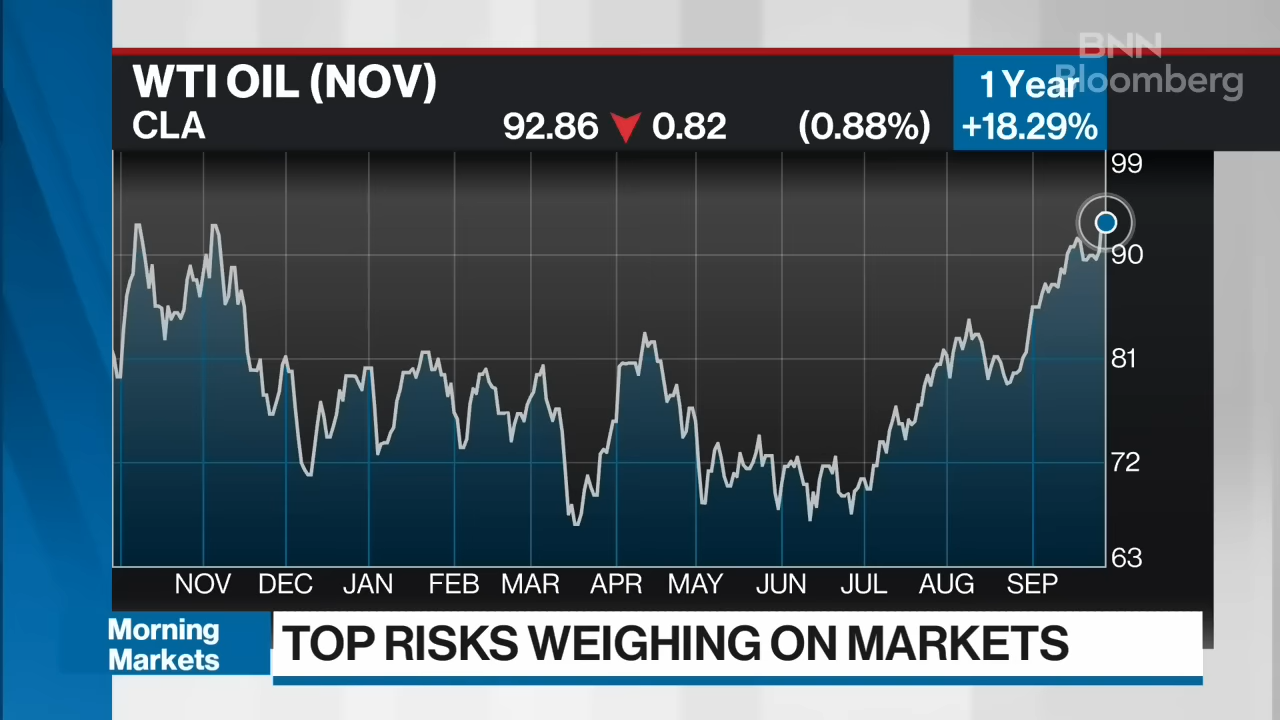 BNN
Bloomberg
WTI OIL (NOV)
CLA
92.86 ▼ 0.82 (0.88%)
1 Year
+18.29%
99
90
81
72
63
NOV DEC JAN FEB MAR APR MAY JUN JUL AUG SEP
Morning
Markets
TOP RISKS WEIGHING ON MARKETS